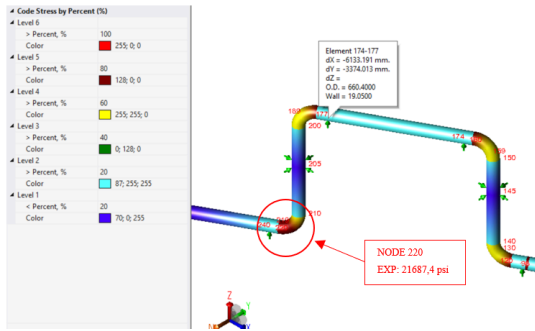 Code Stress by Percent (%)
Level 6
> Percent, % 100
Color 255; 0; 0
Level 5
> Percent, % 80
Color 128; 0; 0
Level 4
> Percent, % 60
Color 255; 255; 0
Level 3
> Percent, % 40
Color 0; 128; 0
Level 2
> Percent, % 20
Color 87; 255; 255
Level 1
< Percent, % 20
Color 70; 0; 255
Element 174-177
dX = -6133.191 mm.
dY = -3374.013 mm.
dZ =
O.D. = 660.4000
Wall = 19.0500
189
177
200
174
150
205
145
210
240
140
130
NODE 220
EXP: 21687,4 psi
Z
Y
X